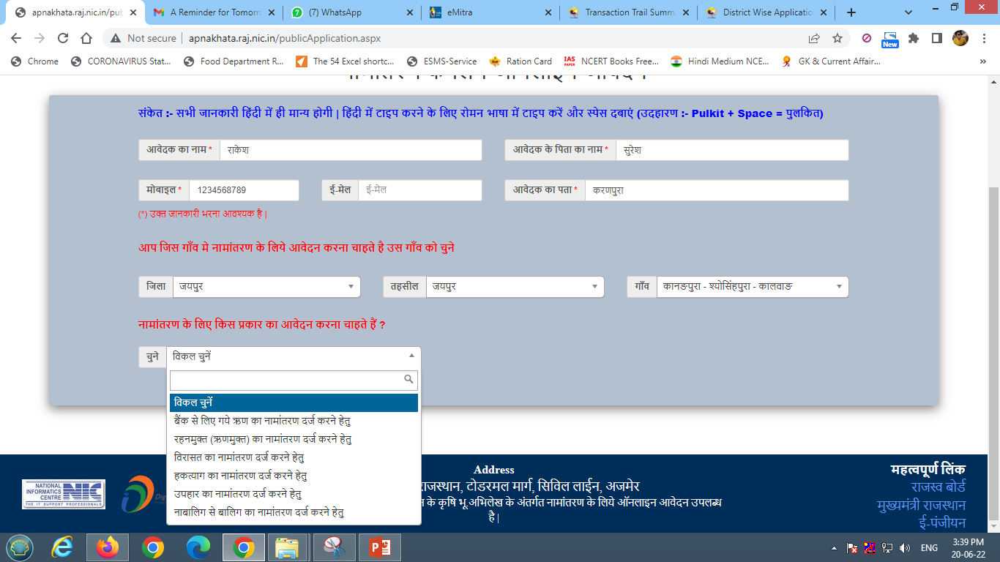 apnakhata.raj.nic.in/pub
A Reminder for Tomorro
(7) WhatsApp
eMitra
Transaction Trail Summ
District Wise Applicatio
Not secure | apnakhata.raj.nic.in/publicApplication.aspx
New
Chrome
CORONAVIRUS Stat...
Food Department R...
The 54 Excel shortc...
ESMS-Service
Ration Card
IAS PAPER NCERT Books Free...
Hindi Medium NCE...
GK & Current Affair...
»
संकेत :- सभी जानकारी हिंदी में ही मान्य होगी | हिंदी में टाइप करने के लिए रोमन भाषा में टाइप करें और स्पेस दबाएं (उदहारण :- Pulkit + Space = पुलकित)
आवेदक का नाम * राकेश
आवेदक के पिता का नाम * सुरेश
मोबाइल * 1234568789
ई-मेल ई-मेल
आवेदक का पता * करणपुरा
(*) उक्त जानकारी भरना आवश्यक है |
आप जिस गाँव मे नामांतरण के लिये आवेदन करना चाहते है उस गाँव को चुने
जिला जयपुर
तहसील जयपुर
गाँव कानङपुरा - श्योसिंहपुरा - कालवाङ
नामांतरण के लिए किस प्रकार का आवेदन करना चाहते हैं ?
चुने विकल चुनें
विकल चुनें
बैंक से लिए गये ऋण का नामांतरण दर्ज करने हेतु
रहनमुक्त (ऋणमुक्त) का नामांतरण दर्ज करने हेतु
विरासत का नामांतरण दर्ज करने हेतु
हकत्याग का नामांतरण दर्ज करने हेतु
उपहार का नामांतरण दर्ज करने हेतु
नाबालिग से बालिग का नामांतरण दर्ज करने हेतु
NATIONAL INFORMATICS CENTRE NIC
THE IT SUPPORT PROFESSIONALS
Address
राजस्थान, टोडरमल मार्ग, सिविल लाईन, अजमेर
के कृषि भू.अभिलेख के अंतर्गत नामांतरण के लिये ऑनलाइन आवेदन उपलब्ध
है |
महत्वपूर्ण लिंक
राजस्व बोर्ड
मुख्यमंत्री राजस्थान
ई-पंजीयन
ENG
3:39 PM
20-06-22